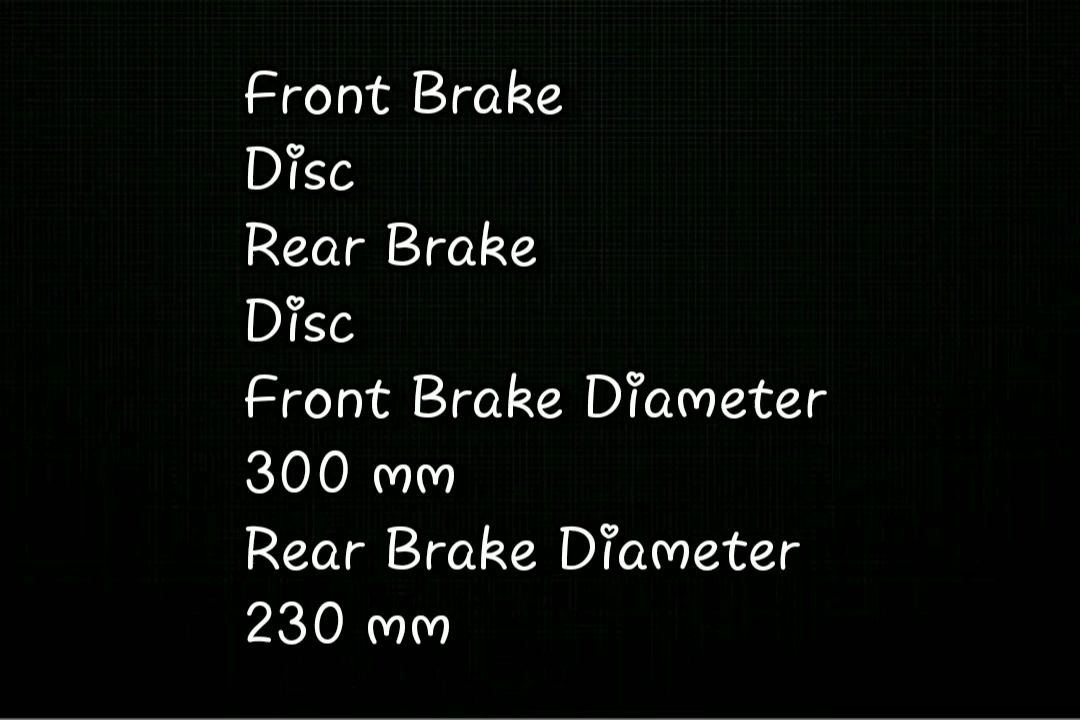 Front Brake
Disc
Rear Brake
Disc
Front Brake Diameter
300 mm
Rear Brake Diameter
230 mm